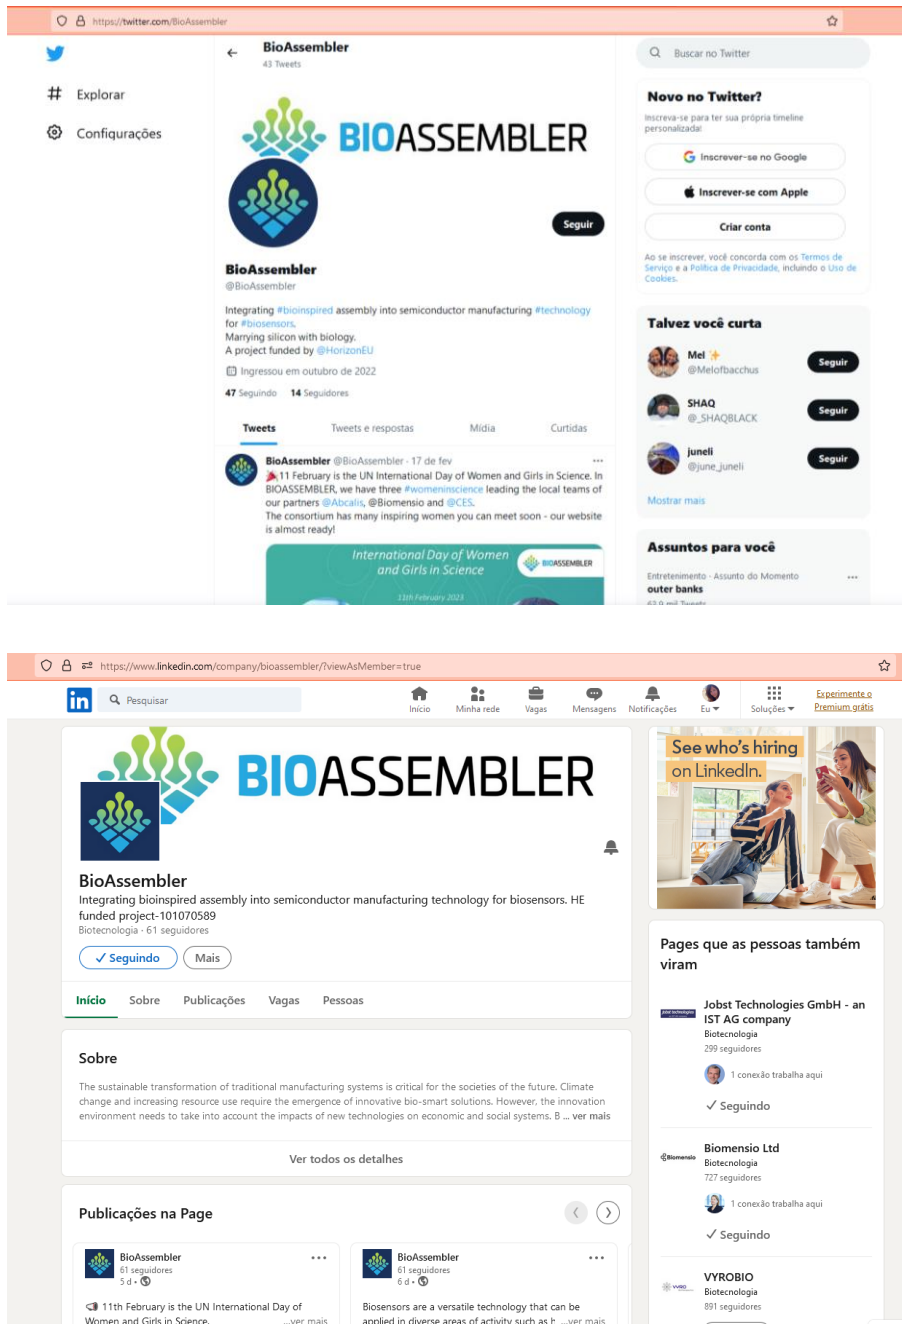 https://twitter.com/BioAssembler
BioAssembler
43 Tweets
Buscar no Twitter
Explorar
Configurações
BIOASSEMBLER
Seguir
BioAssembler
@BioAssembler
Integrating #bioinspired assembly into semiconductor manufacturing #technology
for #biosensors.
Marrying silicon with biology.
A project funded by @HorizonEU
Ingressou em outubro de 2022
47 Seguindo 14 Seguidores
Tweets Tweets e respostas Mídia Curtidas
BioAssembler @BioAssembler · 17 de fev
11 February is the UN International Day of Women and Girls in Science. In
BIOASSEMBLER, we have three #womeninscience leading the local teams of
our partners @Abcalis, @Biomensio and @CES.
The consortium has many inspiring women you can meet soon - our website
is almost ready!
International Day of Women
and Girls in Science
BIOASSEMBLER
11th February 2023
Novo no Twitter?
Inscreva-se para ter sua própria timeline
personalizada!
Inscrever-se no Google
Inscrever-se com Apple
Criar conta
Ao se inscrever, você concorda com os Termos de
Serviço e a Política de Privacidade, incluindo o Uso de
Cookies.
Talvez você curta
Mel
@Melofbacchus
Seguir
SHAQ
@_SHAQBLACK
Seguir
juneli
@june_juneli
Seguir
Mostrar mais
Assuntos para você
Entretenimento · Assunto do Momento
outer banks
63,9 mil Tweets
https://www.linkedin.com/company/bioassembler/?viewAsMember=true
in
Pesquisar
Início Minha rede Vagas Mensagens Notificações Eu Soluções
Experimente o
Premium grátis
BIOASSEMBLER
BioAssembler
Integrating bioinspired assembly into semiconductor manufacturing technology for biosensors. HE
funded project-101070589
Biotecnologia · 61 seguidores
Seguindo Mais
Início Sobre Publicações Vagas Pessoas
Sobre
The sustainable transformation of traditional manufacturing systems is critical for the societies of the future. Climate
change and increasing resource use require the emergence of innovative bio-smart solutions. However, the innovation
environment needs to take into account the impacts of new technologies on economic and social systems. B ... ver mais
Ver todos os detalhes
Publicações na Page
BioAssembler
61 seguidores
5 d •
11th February is the UN International Day of
Women and Girls in Science. ...ver mais
BioAssembler
61 seguidores
6 d •
Biosensors are a versatile technology that can be
applied in diverse areas of activity such as h ...ver mais
See who's hiring
on LinkedIn.
Pages que as pessoas também
viram
Jobst Technologies GmbH - an
IST AG company
Biotecnologia
299 seguidores
1 conexão trabalha aqui
Seguindo
Biomensio
Biomensio Ltd
Biotecnologia
727 seguidores
1 conexão trabalha aqui
Seguindo
VYROBIO
Biotecnologia
891 seguidores